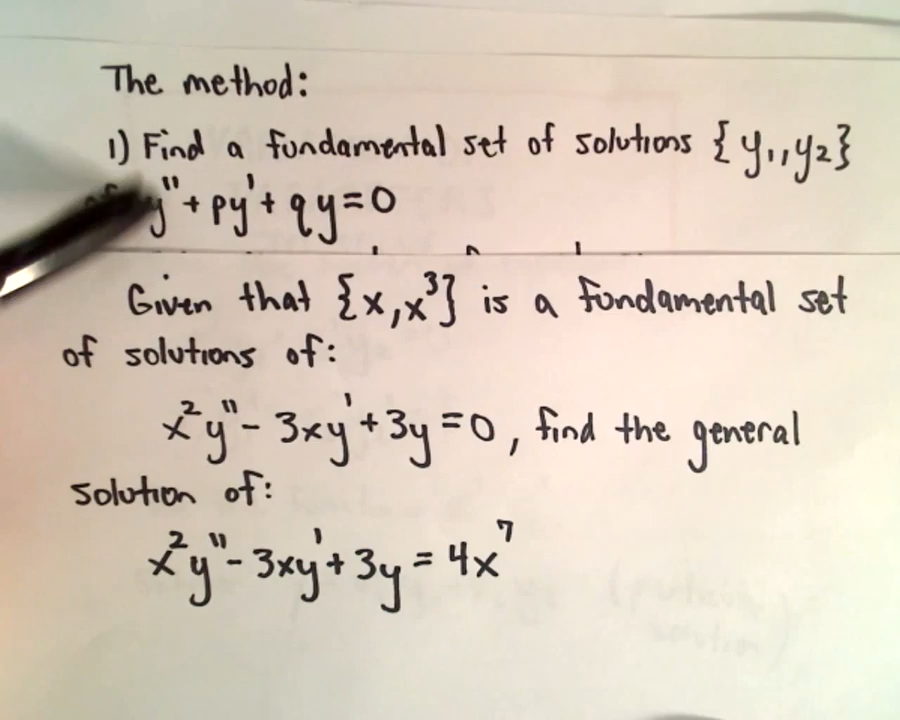 The method:
1) Find a fundamental set of solutions {y₁, y₂}
y'' + py' + qy = 0
Given that {x, x³} is a fundamental set
of solutions of:
x²y'' - 3xy' + 3y = 0, find the general
solution of:
x²y'' - 3xy' + 3y = 4x⁷